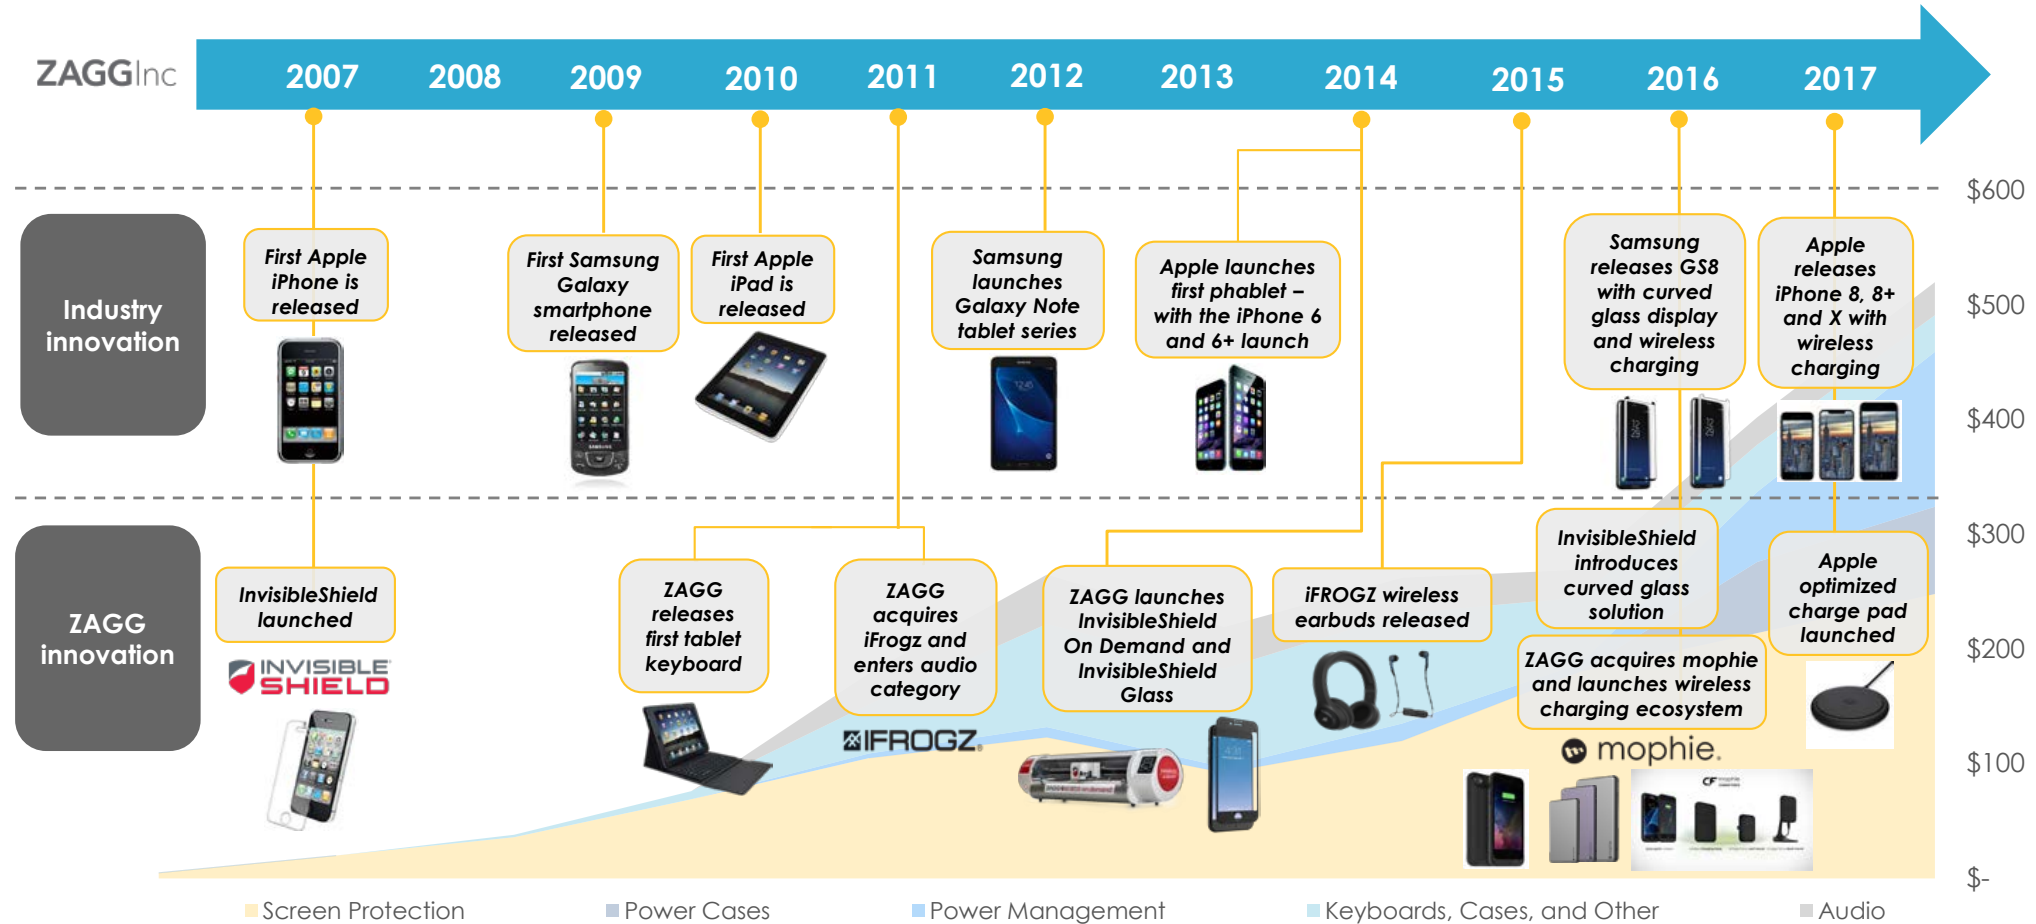 ZAGGInc
2007 2008 2009 2010 2011 2012 2013 2014 2015 2016 2017
$600
$500
$400
$300
$200
$100
$-
Industry
innovation
First Apple
iPhone is
released
First Samsung
Galaxy
smartphone
released
First Apple
iPad is
released
Samsung
launches
Galaxy Note
tablet series
Apple launches
first phablet –
with the iPhone 6
and 6+ launch
Samsung
releases GS8
with curved
glass display
and wireless
charging
Apple
releases
iPhone 8, 8+
and X with
wireless
charging
ZAGG
innovation
InvisibleShield
launched
INVISIBLE
SHIELD
ZAGG
releases
first tablet
keyboard
ZAGG
acquires
iFrogz and
enters audio
category
IFROGZ
ZAGG launches
InvisibleShield
On Demand and
InvisibleShield
Glass
iFROGZ wireless
earbuds released
InvisibleShield
introduces
curved glass
solution
ZAGG acquires mophie
and launches wireless
charging ecosystem
mophie.
Apple
optimized
charge pad
launched
Screen Protection
Power Cases
Power Management
Keyboards, Cases, and Other
Audio